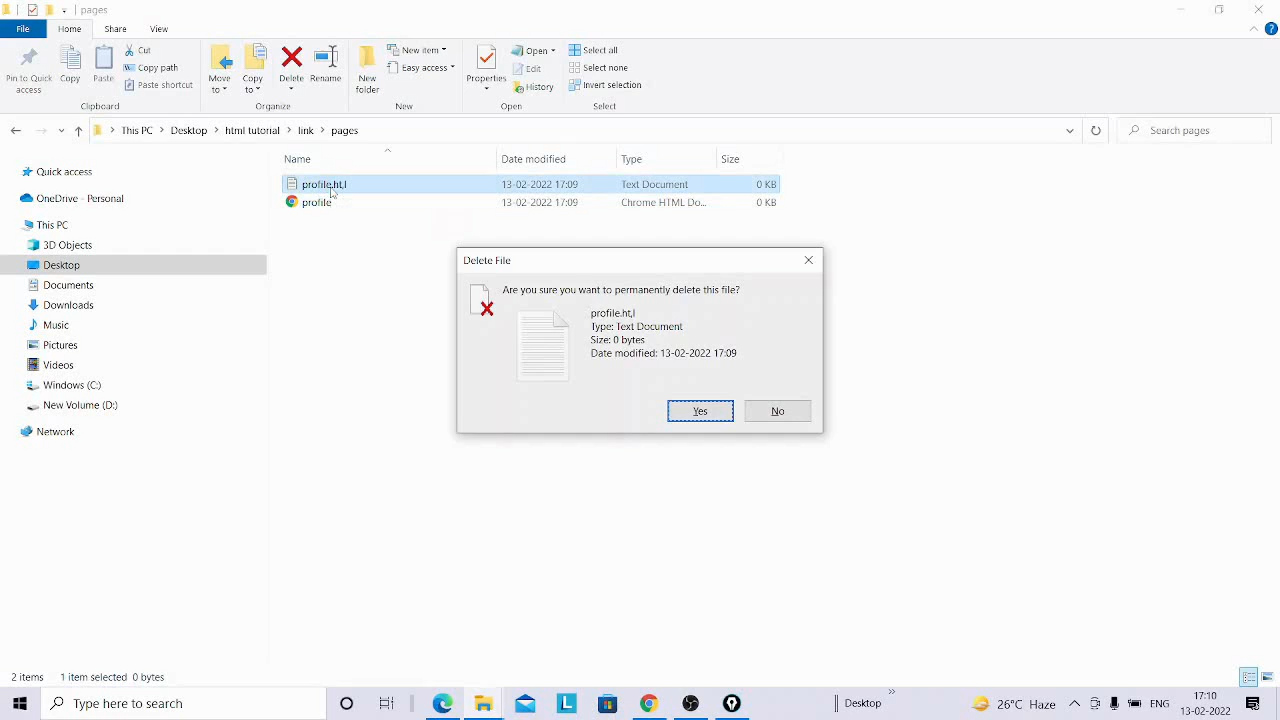 pages
File
Home
Share
View
Pin to Quick access
Copy
Paste
Cut
Copy path
Paste shortcut
Clipboard
Move to
Copy to
Delete
Rename
Organize
New folder
New item
Easy access
New
Properties
Open
Edit
History
Open
Select all
Select none
Invert selection
Select
This PC
Desktop
html tutorial
link
pages
Search pages
Name
Date modified
Type
Size
profile.ht,l
13-02-2022 17:09
Text Document
0 KB
profile
13-02-2022 17:09
Chrome HTML Do...
0 KB
Quick access
OneDrive - Personal
This PC
3D Objects
Desktop
Documents
Downloads
Music
Pictures
Videos
Windows (C:)
New Volume (D:)
Network
Delete File
Are you sure you want to permanently delete this file?
profile.ht,l
Type: Text Document
Size: 0 bytes
Date modified: 13-02-2022 17:09
Yes
No
2 items
1 item selected 0 bytes
Type here to search
L
Desktop
26°C Haze
ENG
17:10
13-02-2022